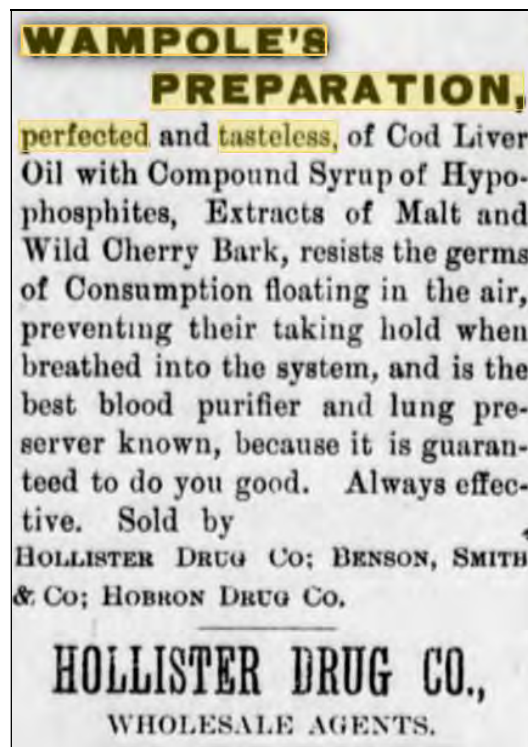 WAMPOLE'S
PREPARATION,
perfected and tasteless, of Cod Liver
Oil with Compound Syrup of Hypo-
phosphites, Extracts of Malt and
Wild Cherry Bark, resists the germs
of Consumption floating in the air,
preventing their taking hold when
breathed into the system, and is the
best blood purifier and lung pre-
server known, because it is guaran-
teed to do you good. Always effec-
tive. Sold by
HOLLISTER DRUG CO; BENSON, SMITH
& CO; HOBRON DRUG CO.
HOLLISTER DRUG CO.,
WHOLESALE AGENTS.